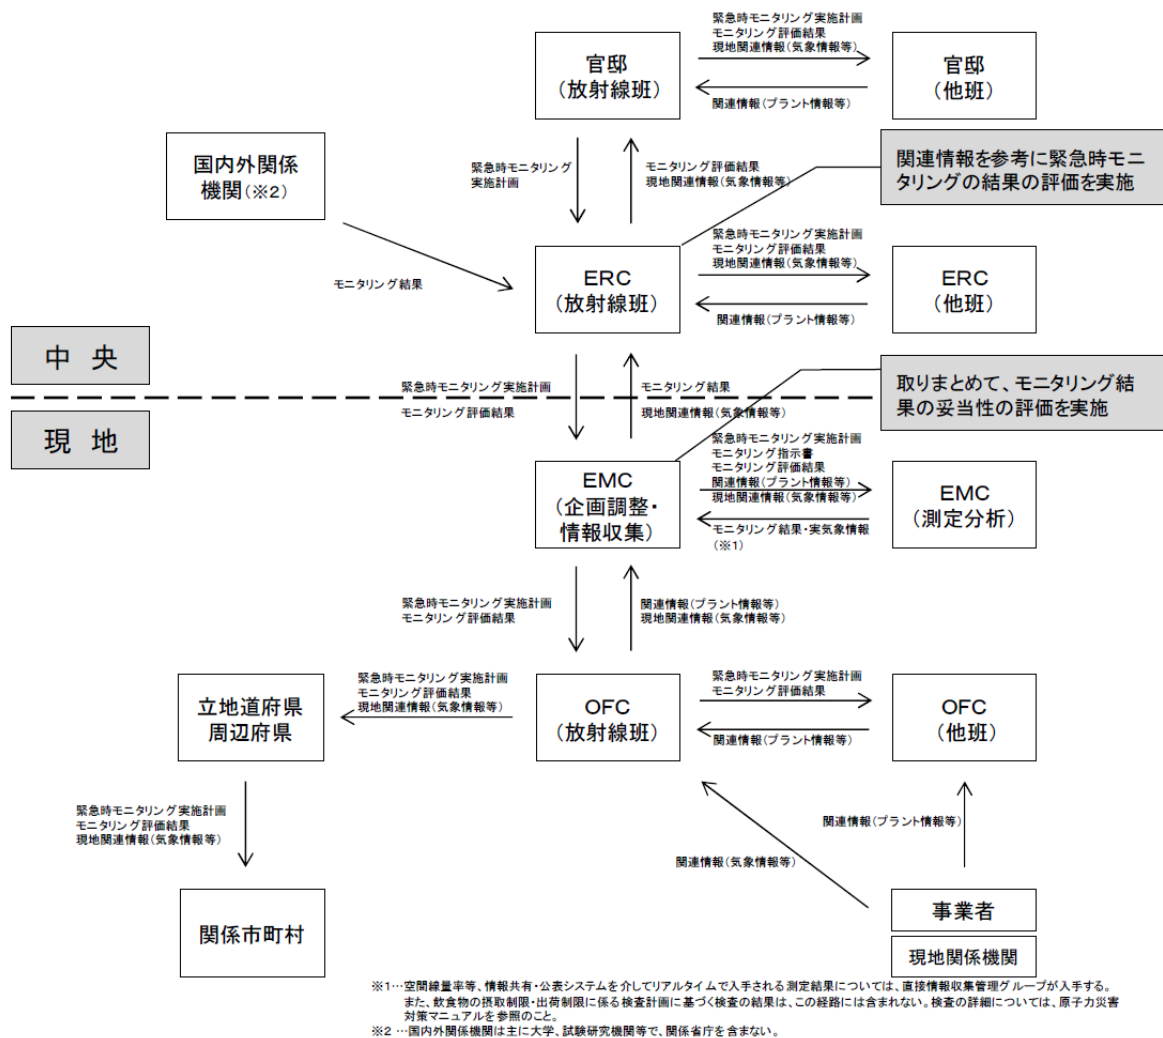 緊急時モニタリング実施計画
モニタリング評価結果
現地関連情報(気象情報等)
官邸
(放射線班)
官邸
(他班)
関連情報(プラント情報等)
国内外関係
機関(※2)
緊急時モニタリング
実施計画
モニタリング評価結果
現地関連情報(気象情報等)
関連情報を参考に緊急時モニ
タリングの結果の評価を実施
緊急時モニタリング実施計画
モニタリング評価結果
現地関連情報(気象情報等)
モニタリング結果
ERC
(放射線班)
ERC
(他班)
関連情報(プラント情報等)
中 央
緊急時モニタリング実施計画
モニタリング評価結果
モニタリング結果
現地関連情報(気象情報等)
取りまとめて、モニタリング結
果の妥当性の評価を実施
現 地
緊急時モニタリング実施計画
モニタリング指示書
モニタリング評価結果
関連情報(プラント情報等)
現地関連情報(気象情報等)
EMC
(企画調整・
情報収集)
EMC
(測定分析)
モニタリング結果・実気象情報
(※1)
緊急時モニタリング実施計画
モニタリング評価結果
関連情報(プラント情報等)
現地関連情報(気象情報等)
立地道府県
周辺府県
緊急時モニタリング実施計画
モニタリング評価結果
現地関連情報(気象情報等)
OFC
(放射線班)
緊急時モニタリング実施計画
モニタリング評価結果
関連情報(プラント情報等)
OFC
(他班)
緊急時モニタリング実施計画
モニタリング評価結果
現地関連情報(気象情報等)
関連情報(プラント情報等)
関連情報(気象情報等)
関係市町村
事業者
現地関係機関
※1…空間線量率等、情報共有・公表システムを介してリアルタイムで入手される測定結果については、直接情報収集管理グループが入手する。
また、飲食物の摂取制限・出荷制限に係る検査計画に基づく検査の結果は、この経路には含まれない。検査の詳細については、原子力災害
対策マニュアルを参照のこと。
※2 …国内外関係機関は主に大学、試験研究機関等で、関係省庁を含まない。